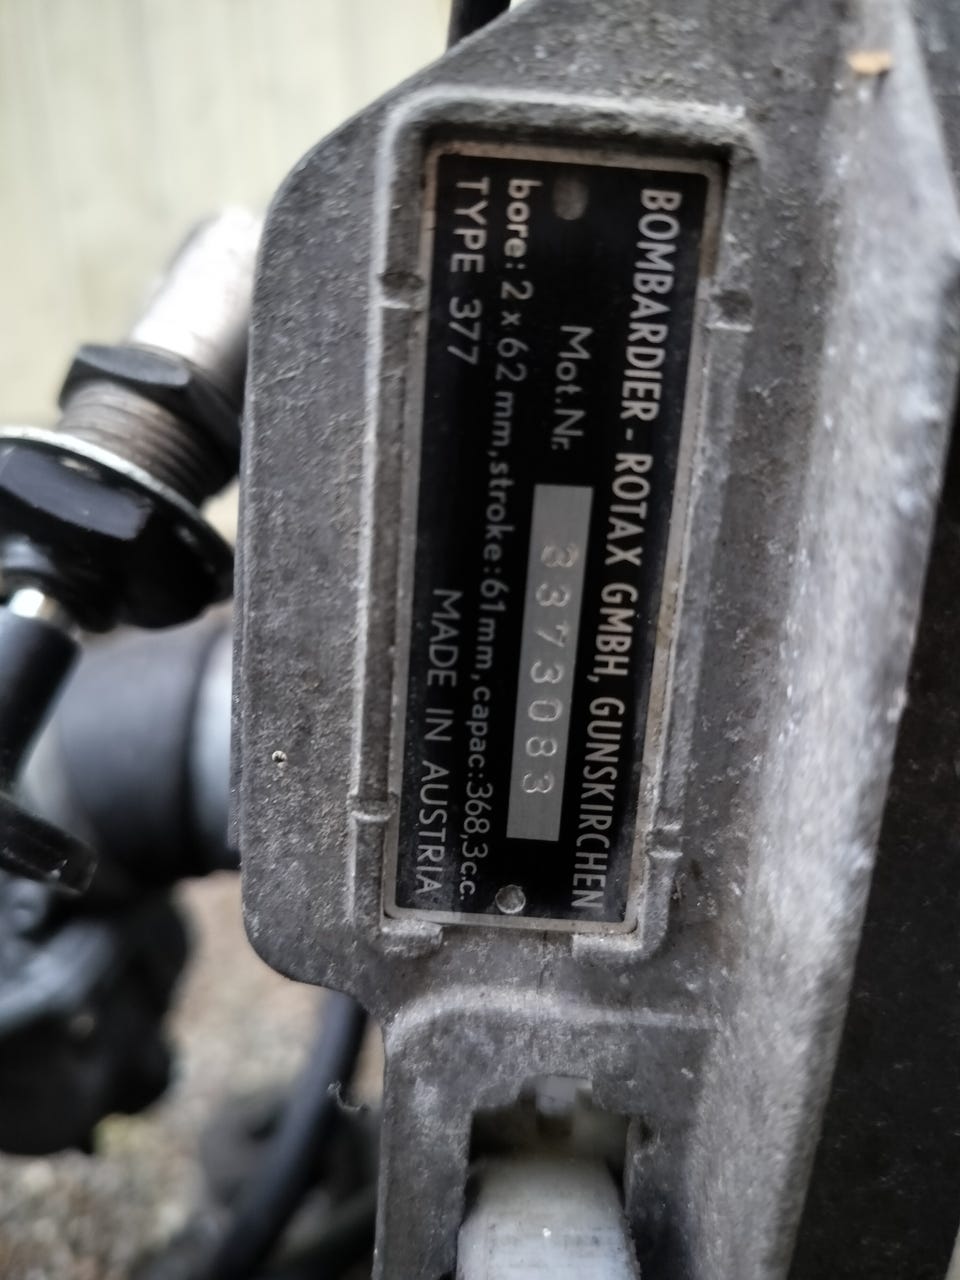 BOMBARDIER - ROTAX GMBH, GUNSKIRCHEN
Mot.Nr. 3373083
bore: 2 x 62 mm, stroke: 61 mm, capac: 368,3 c.c.
TYPE 377 MADE IN AUSTRIA